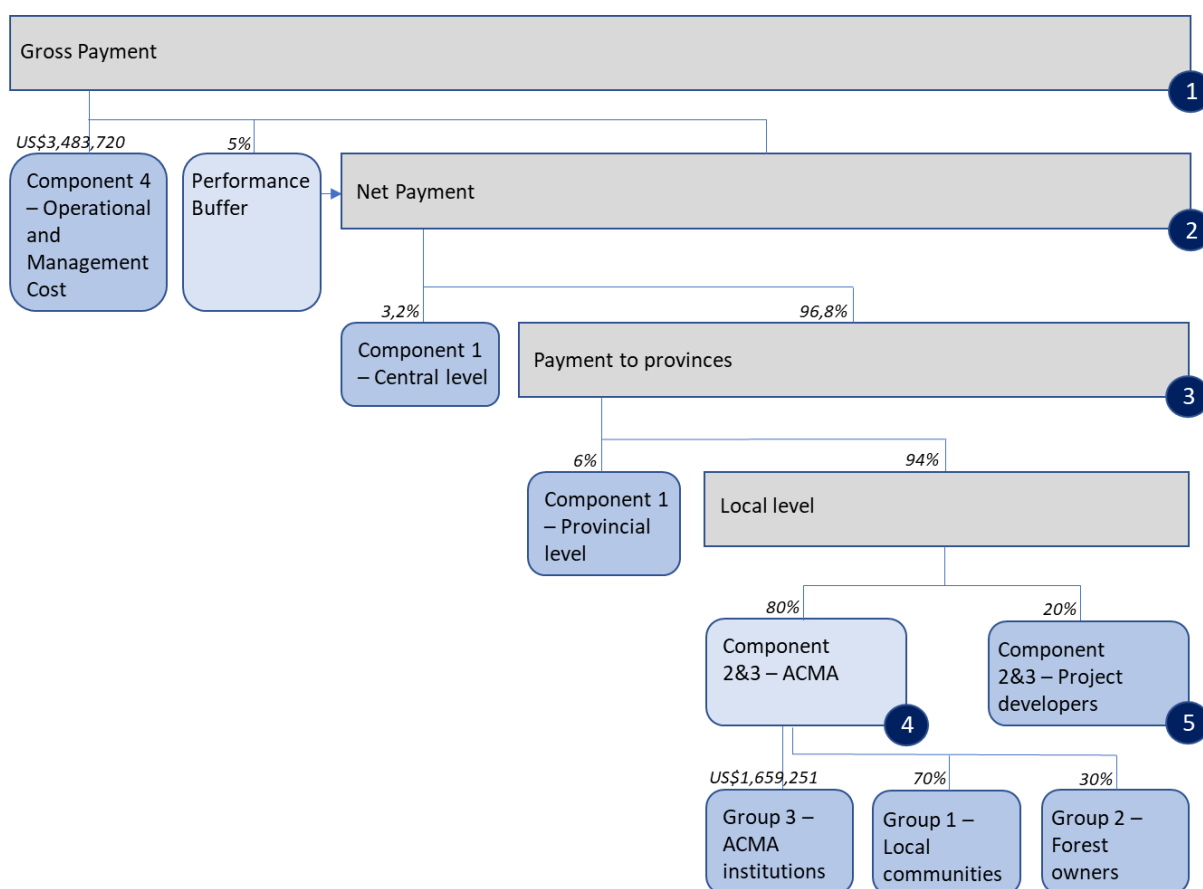 Gross Payment
1
US$3,483,720
5%
Component 4
– Operational
and
Management
Cost
Performance
Buffer
Net Payment
2
3,2%
96,8%
Component 1
– Central level
Payment to provinces
3
6%
94%
Component 1
– Provincial
level
Local level
80%
20%
Component
2&3 – ACMA
4
Component
2&3 – Project
developers
5
US$1,659,251
70%
30%
Group 3 –
ACMA
institutions
Group 1 –
Local
communities
Group 2 –
Forest
owners